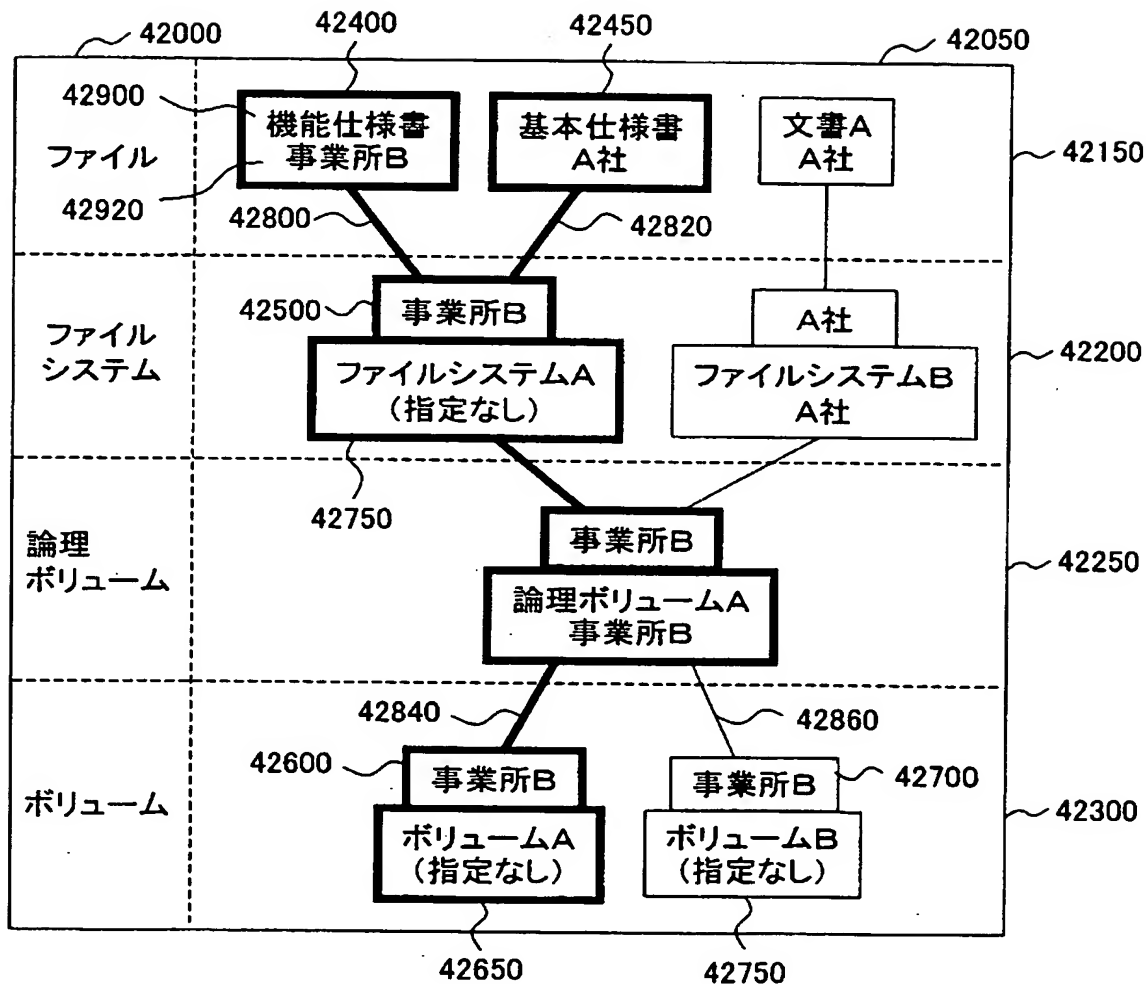 42000
42400
42450
42050
42900
機能仕様書
事業所B
基本仕様書
A社
文書A
A社
ファイル
42150
42920
42800
42820
42500
事業所B
A社
ファイル
システム
ファイルシステムA
(指定なし)
ファイルシステムB
A社
42200
42750
事業所B
論理
ボリューム
論理ボリュームA
事業所B
42250
42840
42860
42600
事業所B
事業所B
42700
ボリューム
ボリュームA
(指定なし)
ボリュームB
(指定なし)
42300
42650
42750